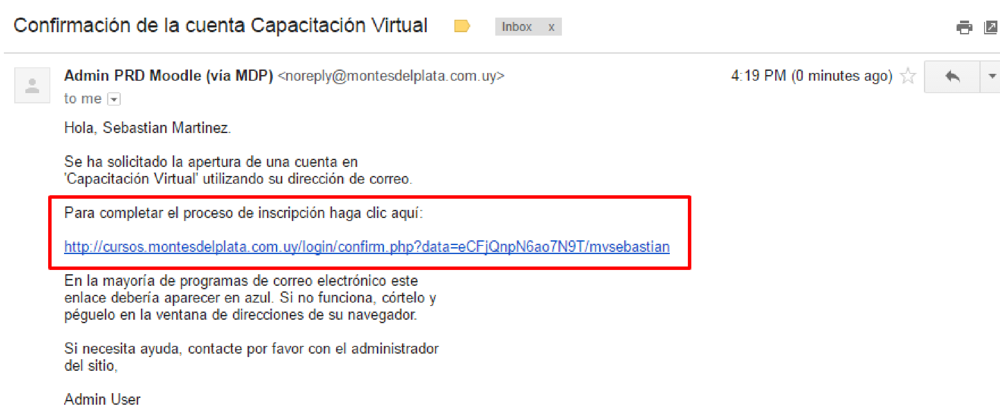 Confirmación de la cuenta Capacitación Virtual Inbox x
Admin PRD Moodle (vía MDP) <noreply@montesdelplata.com.uy> 4:19 PM (0 minutes ago)
to me
Hola, Sebastian Martinez.
Se ha solicitado la apertura de una cuenta en
'Capacitación Virtual' utilizando su dirección de correo.
Para completar el proceso de inscripción haga clic aquí:
http://cursos.montesdelplata.com.uy/login/confirm.php?data=eCFjQnpN6ao7N9T/mvsebastian
En la mayoría de programas de correo electrónico este
enlace debería aparecer en azul. Si no funciona, córtelo y
péguelo en la ventana de direcciones de su navegador.
Si necesita ayuda, contacte por favor con el administrador
del sitio,
Admin User